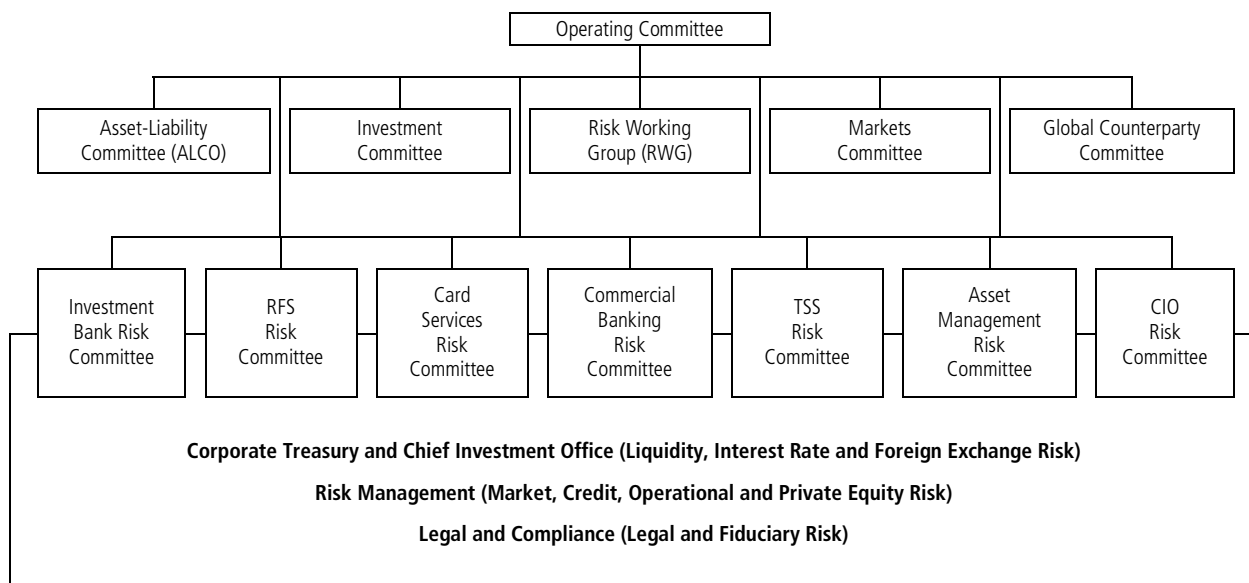 Operating Committee
Asset-Liability
Committee (ALCO)
Investment
Committee
Risk Working
Group (RWG)
Markets
Committee
Global Counterparty
Committee
Investment
Bank Risk
Committee
RFS
Risk
Committee
Card
Services
Risk
Committee
Commercial
Banking
Risk
Committee
TSS
Risk
Committee
Asset
Management
Risk
Committee
CIO
Risk
Committee
Corporate Treasury and Chief Investment Office (Liquidity, Interest Rate and Foreign Exchange Risk)
Risk Management (Market, Credit, Operational and Private Equity Risk)
Legal and Compliance (Legal and Fiduciary Risk)